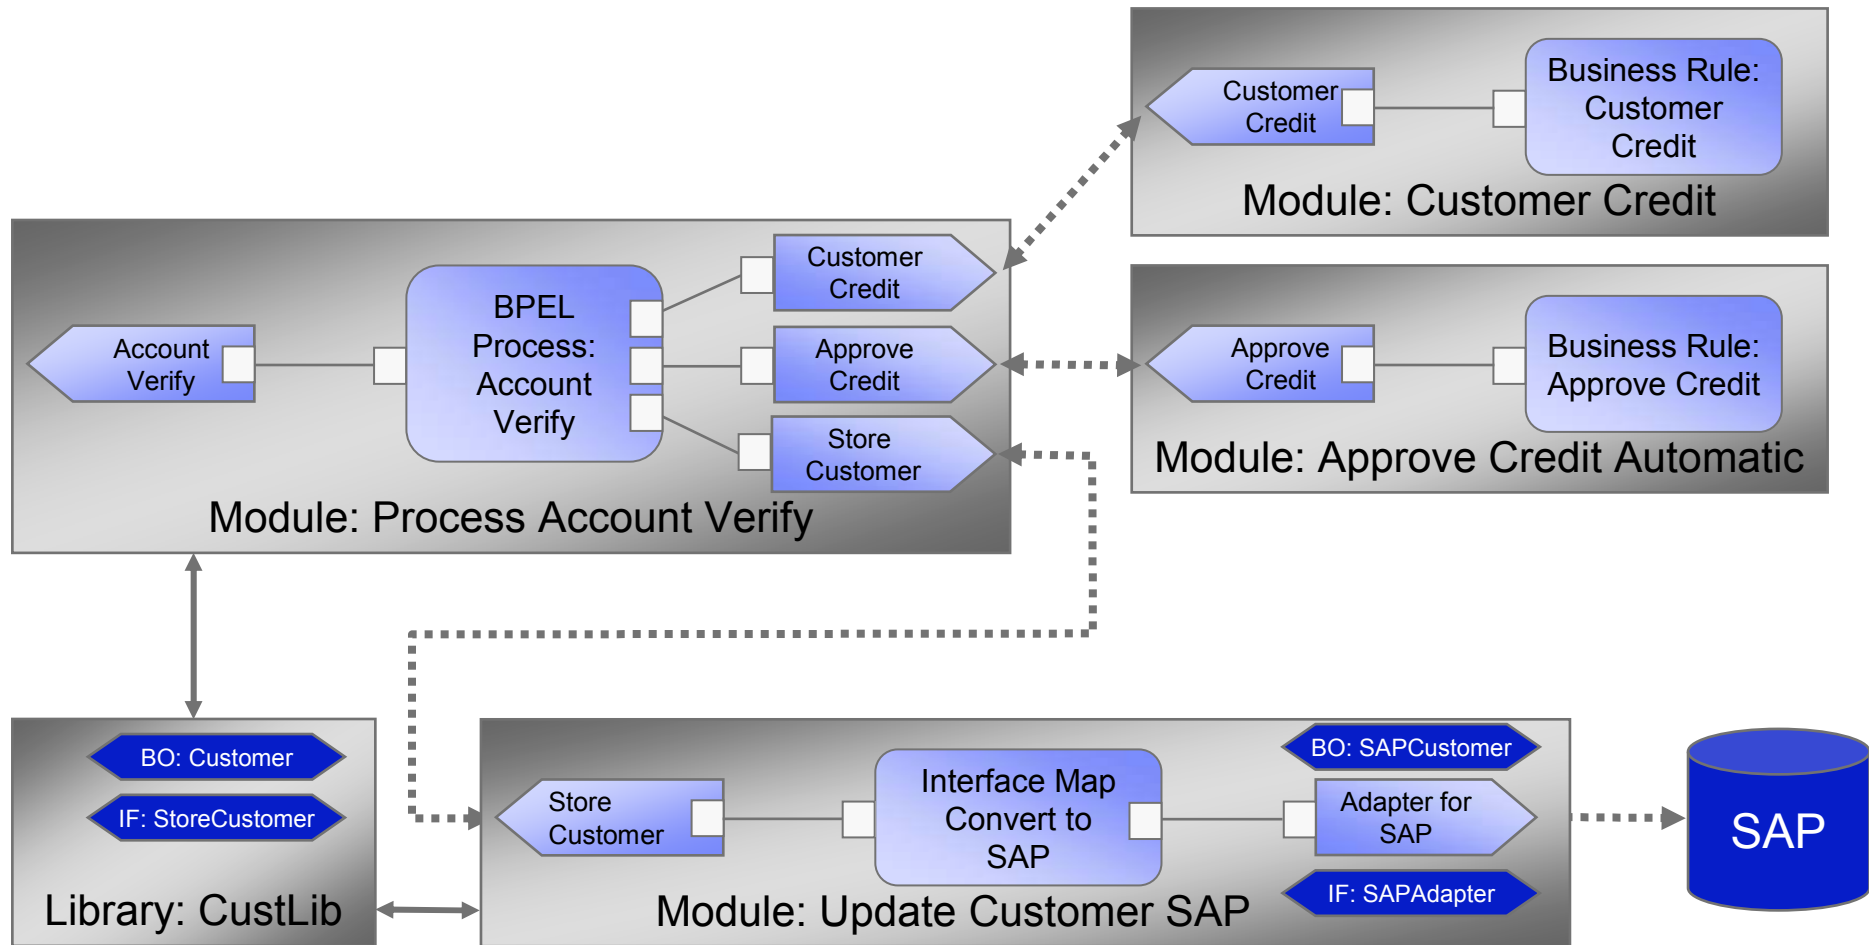 Customer
Credit
Business Rule:
Customer
Credit
Module: Customer Credit
Account
Verify
BPEL
Process:
Account
Verify
Customer
Credit
Approve
Credit
Store
Customer
Module: Process Account Verify
Approve
Credit
Business Rule:
Approve Credit
Module: Approve Credit Automatic
BO: Customer
IF: StoreCustomer
Library: CustLib
Store
Customer
Interface Map
Convert to
SAP
BO: SAPCustomer
Adapter for
SAP
IF: SAPAdapter
Module: Update Customer SAP
SAP